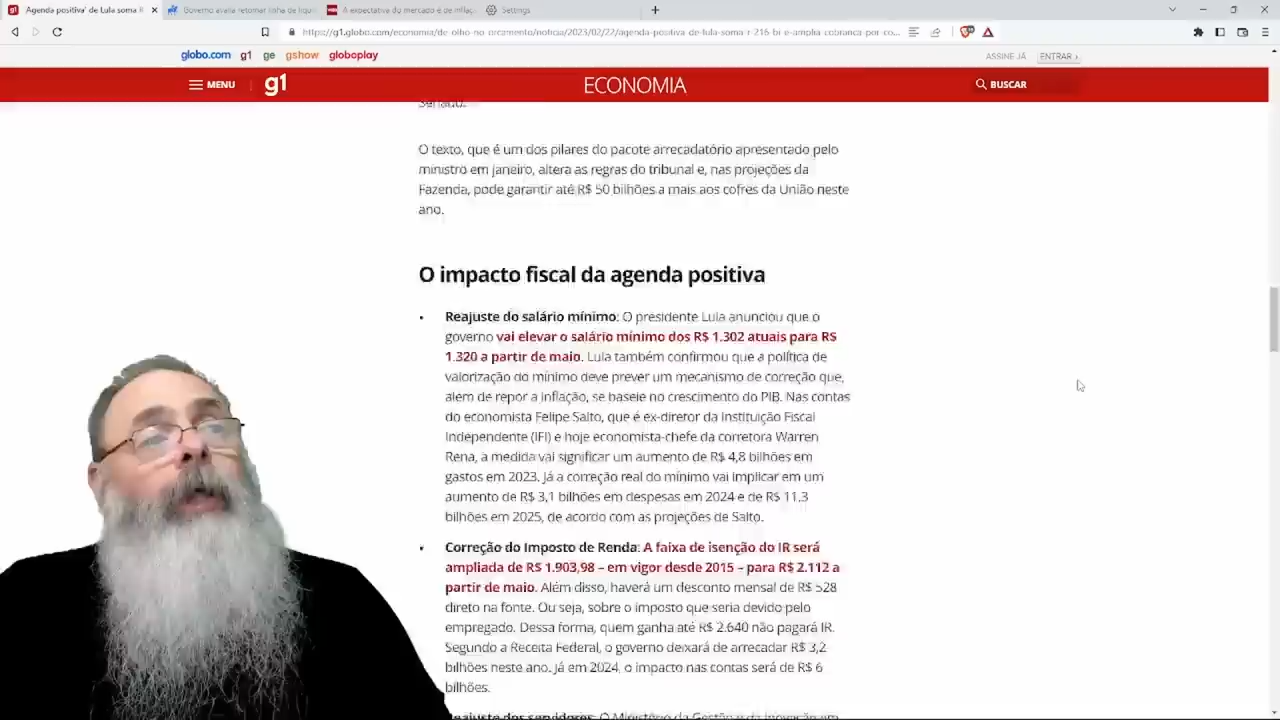 Agenda positiva' de Lula soma R
Governo avalia retomar linha de liqui
A expectativa do mercado é de inflaç
Settings
https://g1.globo.com/economia/de-olho-no-orcamento/noticia/2023/02/22/agenda-positiva-de-lula-soma-r-216-bi-e-amplia-cobranca-por-co...
globo.com g1 ge gshow globoplay
ASSINE JÁ ENTRAR ›
MENU g1 ECONOMIA BUSCAR
Senado.
O texto, que é um dos pilares do pacote arrecadatório apresentado pelo
ministro em janeiro, altera as regras do tribunal e, nas projeções da
Fazenda, pode garantir até R$ 50 bilhões a mais aos cofres da União neste
ano.
O impacto fiscal da agenda positiva
• Reajuste do salário mínimo: O presidente Lula anunciou que o
governo vai elevar o salário mínimo dos R$ 1.302 atuais para R$
1.320 a partir de maio. Lula também confirmou que a política de
valorização do mínimo deve prever um mecanismo de correção que,
além de repor a inflação, se baseie no crescimento do PIB. Nas contas
do economista Felipe Salto, que é ex-diretor da Instituição Fiscal
Independente (IFI) e hoje economista-chefe da corretora Warren
Rena, a medida vai significar um aumento de R$ 4,8 bilhões em
gastos em 2023. Já a correção real do mínimo vai implicar em um
aumento de R$ 3,1 bilhões em despesas em 2024 e de R$ 11,3
bilhões em 2025, de acordo com as projeções de Salto.
• Correção do Imposto de Renda: A faixa de isenção do IR será
ampliada de R$ 1.903,98 – em vigor desde 2015 – para R$ 2.112 a
partir de maio. Além disso, haverá um desconto mensal de R$ 528
direto na fonte. Ou seja, sobre o imposto que seria devido pelo
empregado. Dessa forma, quem ganha até R$ 2.640 não pagará IR.
Segundo a Receita Federal, o governo deixará de arrecadar R$ 3,2
bilhões neste ano. Já em 2024, o impacto nas contas será de R$ 6
bilhões.
Reajuste dos servidores: O Ministério da Gestão e da Inovação em